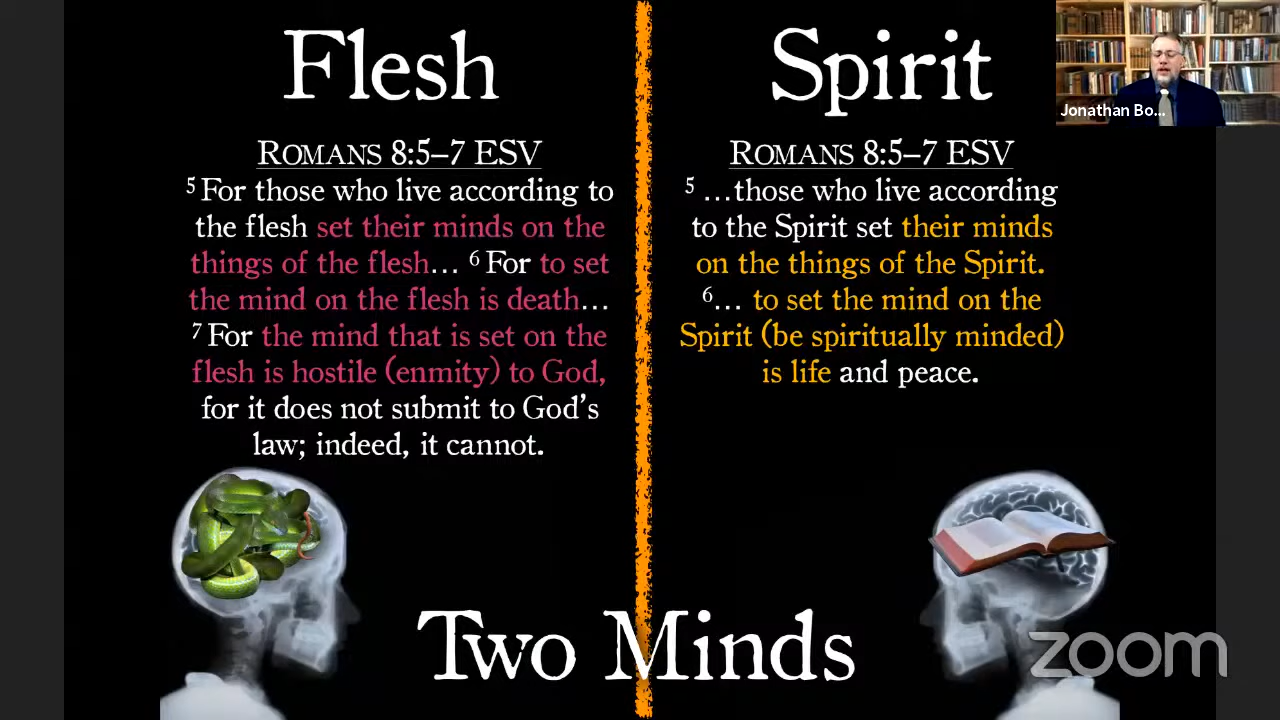 Flesh
ROMANS 8:5–7 ESV
5 For those who live according to
the flesh set their minds on the
things of the flesh… 6 For to set
the mind on the flesh is death…
7 For the mind that is set on the
flesh is hostile (enmity) to God,
for it does not submit to God’s
law; indeed, it cannot.
Spirit
ROMANS 8:5–7 ESV
5 …those who live according
to the Spirit set their minds
on the things of the Spirit.
6… to set the mind on the
Spirit (be spiritually minded)
is life and peace.
Two Minds
Jonathan Bo...
zoom